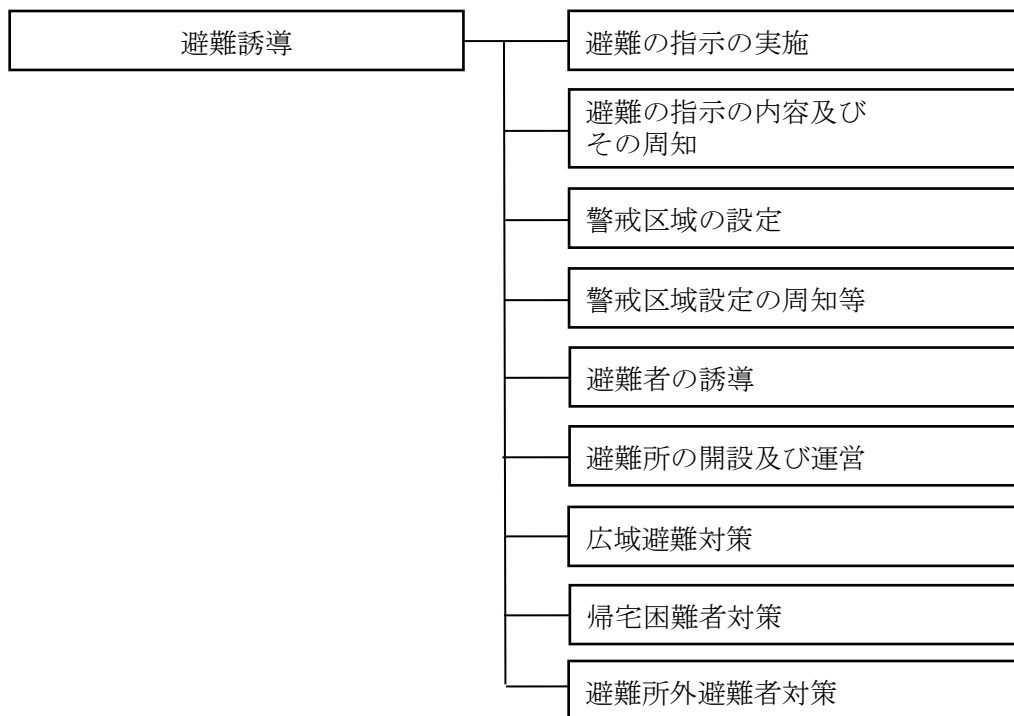 避難誘導
避難の指示の実施
避難の指示の内容及び
その周知
警戒区域の設定
警戒区域設定の周知等
避難者の誘導
避難所の開設及び運営
広域避難対策
帰宅困難者対策
避難所外避難者対策